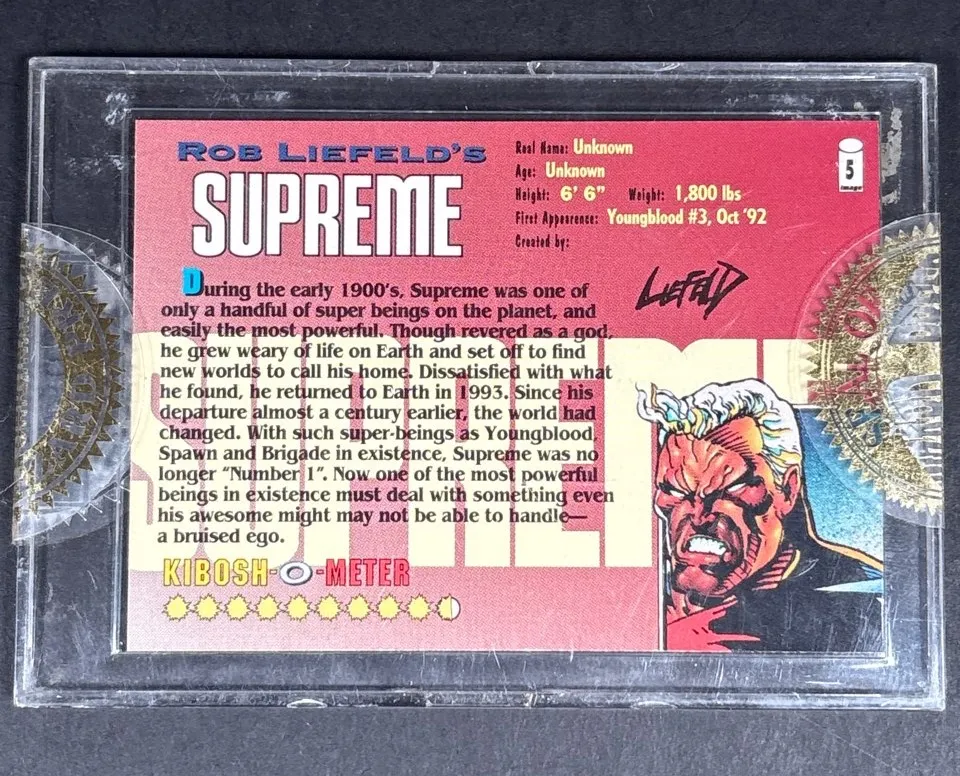 ROB LIEFELD'S
SUPREME
Real Name: Unknown
Age: Unknown
Height: 6' 6" Weight: 1,800 lbs
First Appearance: Youngblood #3, Oct '92
Created by:
LIEFELD
5
image
During the early 1900's, Supreme was one of
only a handful of super beings on the planet, and
easily the most powerful. Though revered as a god,
he grew weary of life on Earth and set off to find
new worlds to call his home. Dissatisfied with what
he found, he returned to Earth in 1993. Since his
departure almost a century earlier, the world had
changed. With such super-beings as Youngblood,
Spawn and Brigade in existence, Supreme was no
longer "Number 1". Now one of the most powerful
beings in existence must deal with something even
his awesome might may not be able to handle—
a bruised ego.
SUPREME
KIBOSH-O-METER